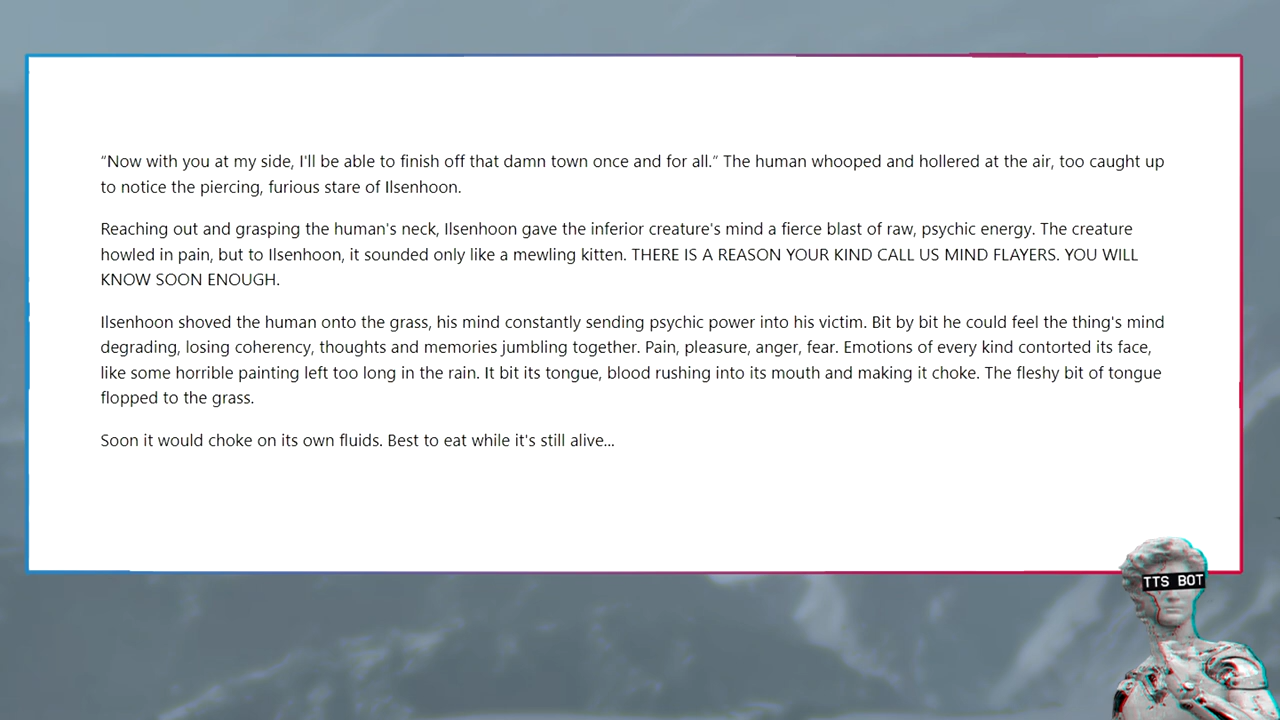 “Now with you at my side, I'll be able to finish off that damn town once and for all.” The human whooped and hollered at the air, too caught up
to notice the piercing, furious stare of Ilsenhoon.
Reaching out and grasping the human's neck, Ilsenhoon gave the inferior creature's mind a fierce blast of raw, psychic energy. The creature
howled in pain, but to Ilsenhoon, it sounded only like a mewling kitten. THERE IS A REASON YOUR KIND CALL US MIND FLAYERS. YOU WILL
KNOW SOON ENOUGH.
Ilsenhoon shoved the human onto the grass, his mind constantly sending psychic power into his victim. Bit by bit he could feel the thing's mind
degrading, losing coherency, thoughts and memories jumbling together. Pain, pleasure, anger, fear. Emotions of every kind contorted its face,
like some horrible painting left too long in the rain. It bit its tongue, blood rushing into its mouth and making it choke. The fleshy bit of tongue
flopped to the grass.
Soon it would choke on its own fluids. Best to eat while it's still alive...
TTS BOT